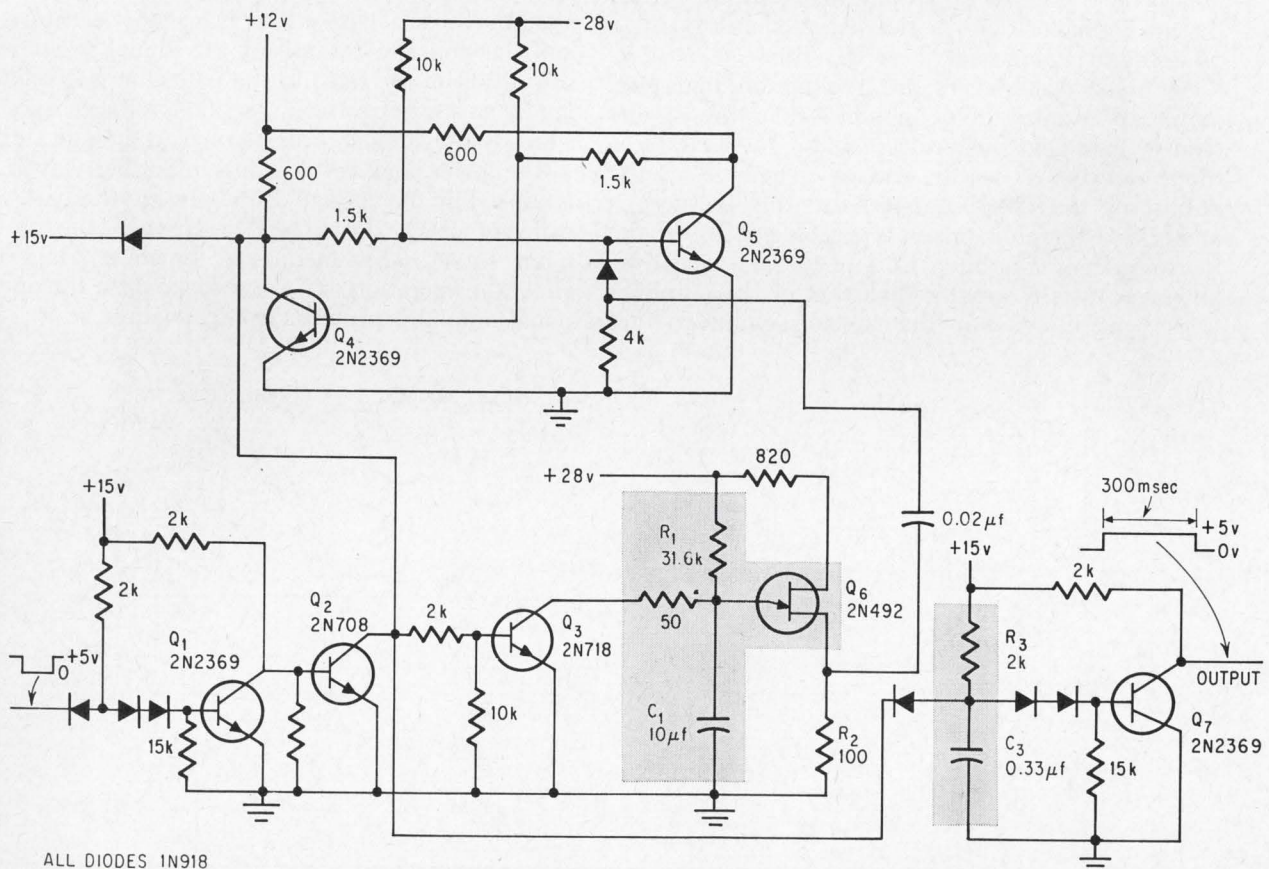 +12v
-28v
10k
10k
600
600
1.5k
1.5k
+15v
Q5
2N2369
Q4
2N2369
4k
+28v
820
300 msec
+5v
0v
0.02µf
+15v
+15v
2k
2k
R1
31.6k
Q6
2N492
2k
Q2
2N708
2k
Q3
2N718
50
R3
2k
Q1
2N2369
+5v
0
OUTPUT
Q7
2N2369
15k
10k
C1
10µf
R2
100
C3
0.33µf
15k
ALL DIODES 1N918